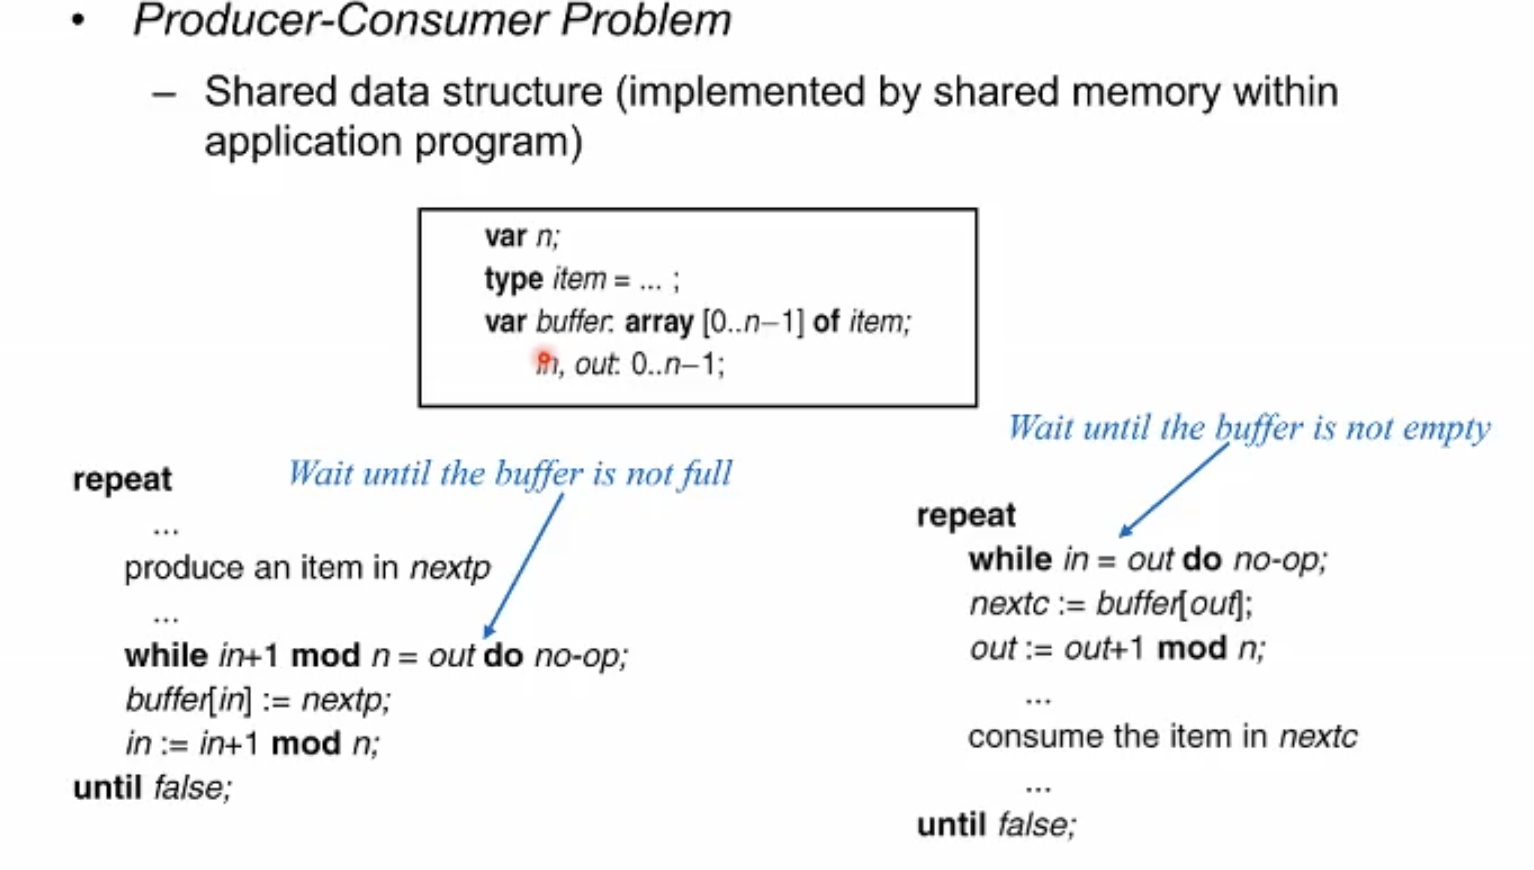 • Producer-Consumer Problem
– Shared data structure (implemented by shared memory within
application program)
var n;
type item = ... ;
var buffer: array [0..n–1] of item;
in, out: 0..n–1;
Wait until the buffer is not full
repeat
...
produce an item in nextp
...
while in+1 mod n = out do no-op;
buffer[in] := nextp;
in := in+1 mod n;
until false;
Wait until the buffer is not empty
repeat
while in = out do no-op;
nextc := buffer[out];
out := out+1 mod n;
...
consume the item in nextc
...
until false;